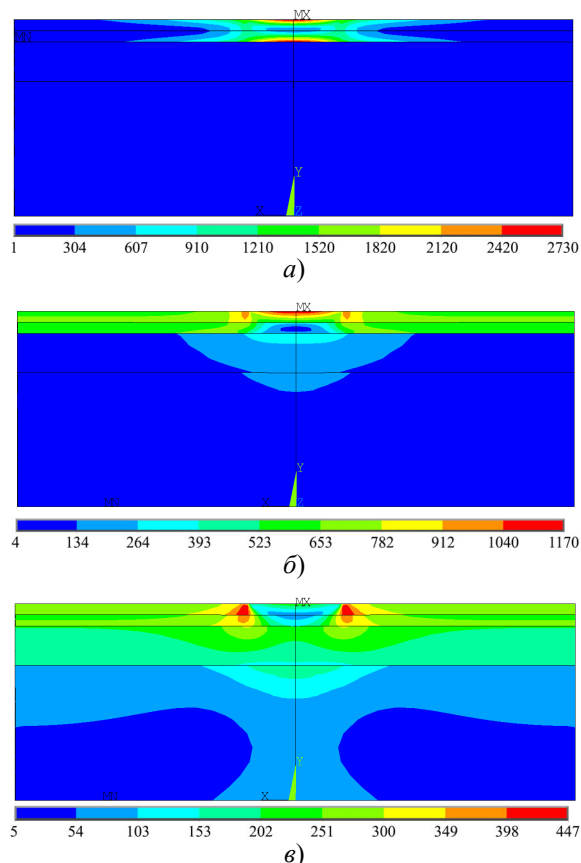 MX
MN
Y
X Z
1 304 607 910 1210 1520 1820 2120 2420 2730
а)
MX
Y
MN X Z
4 134 264 393 523 653 782 912 1040 1170
б)
MX
Y
MN X Z
5 54 103 153 202 251 300 349 398 447
в)